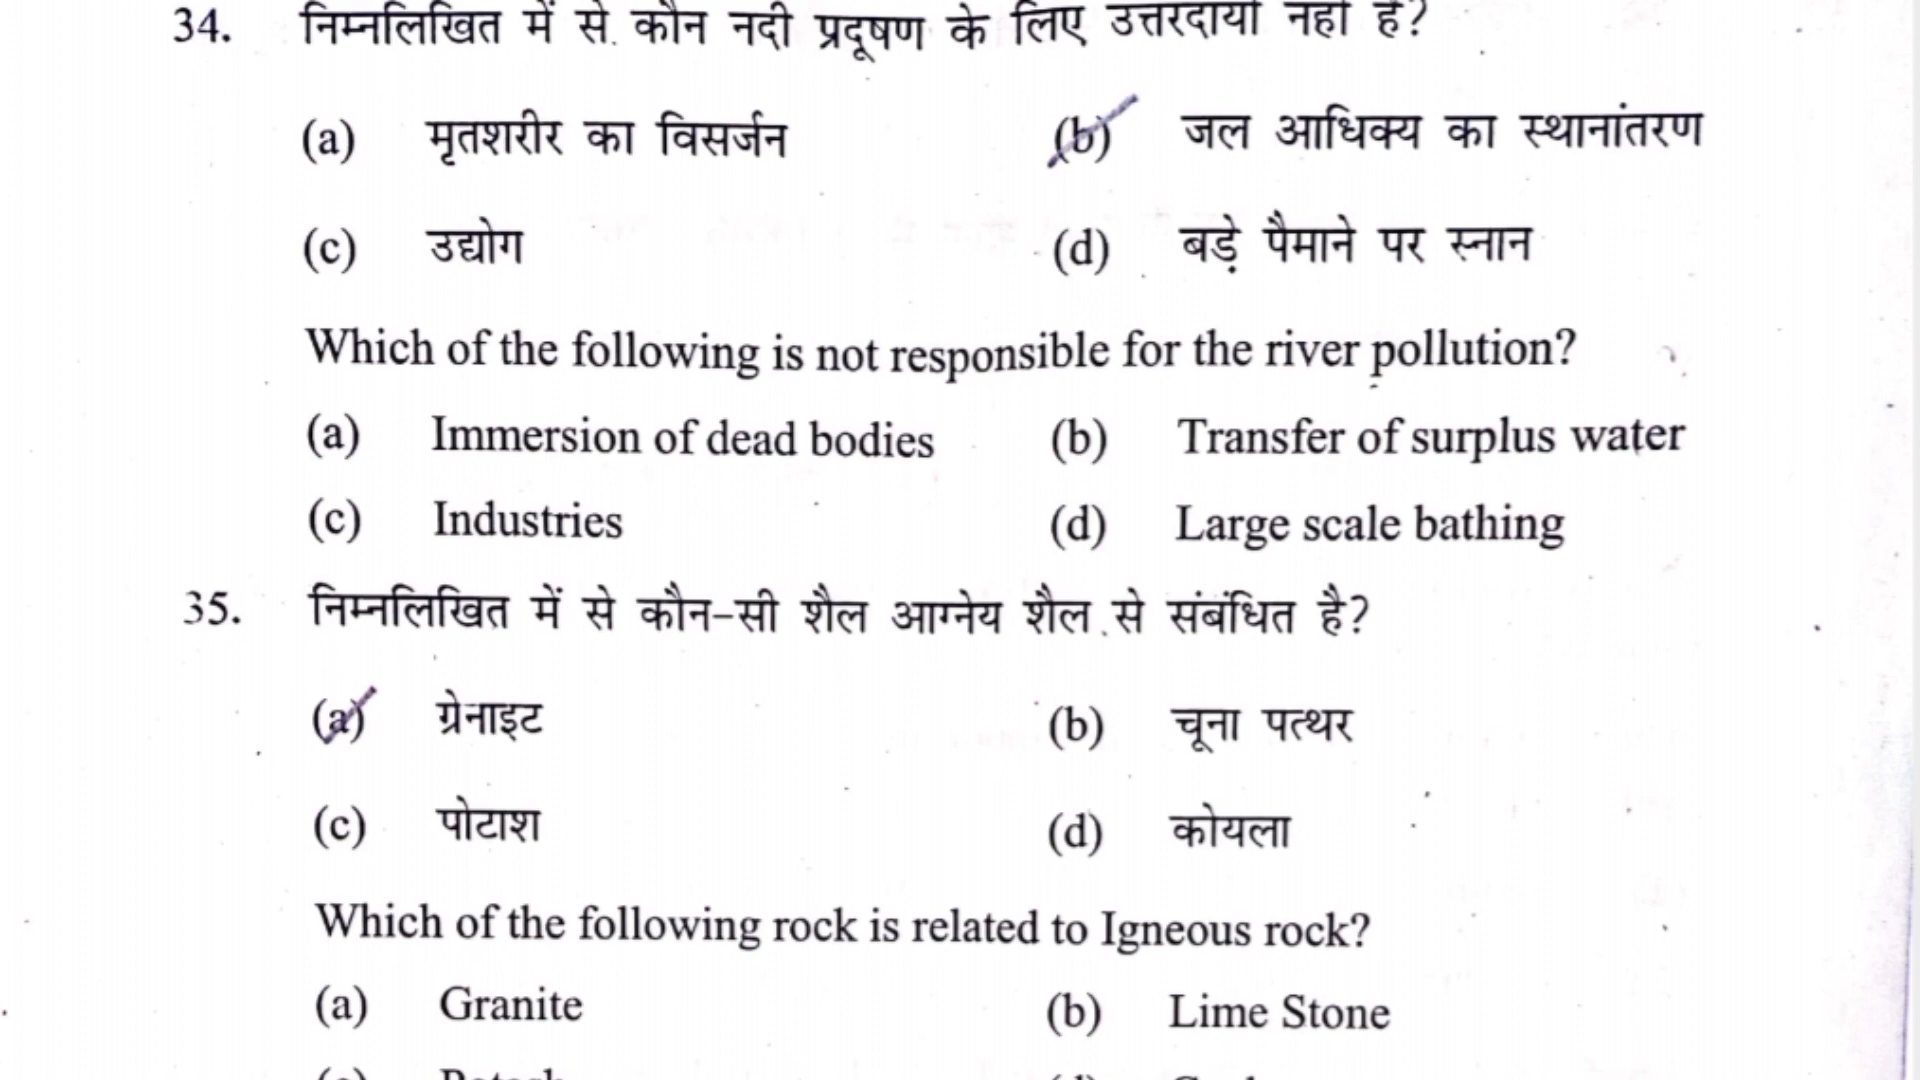 34. निम्नलिखित में से कौन नदी प्रदूषण के लिए उत्तरदायी नहीं है?
(a) मृतशरीर का विसर्जन (b) जल आधिक्य का स्थानांतरण
(c) उद्योग (d) बड़े पैमाने पर स्नान
Which of the following is not responsible for the river pollution?
(a) Immersion of dead bodies (b) Transfer of surplus water
(c) Industries (d) Large scale bathing
35. निम्नलिखित में से कौन-सी शैल आग्नेय शैल से संबंधित है?
(a) ग्रेनाइट (b) चूना पत्थर
(c) पोटाश (d) कोयला
Which of the following rock is related to Igneous rock?
(a) Granite (b) Lime Stone